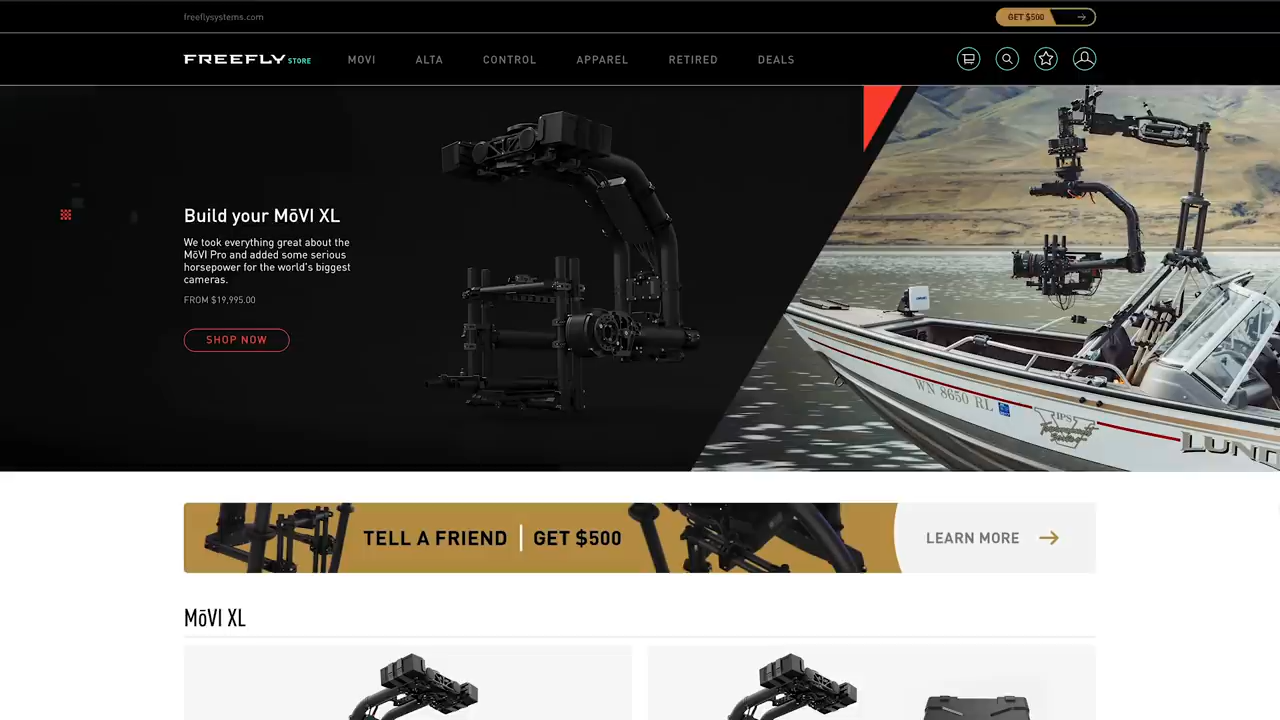 freeflysystems.com
GET $500
FREEFLY STORE
MOVI
ALTA
CONTROL
APPAREL
RETIRED
DEALS
Build your MōVI XL
We took everything great about the
MōVI Pro and added some serious
horsepower for the world's biggest
cameras.
FROM $19,995.00
SHOP NOW
WN 8650 RL
LUND
TELL A FRIEND | GET $500
LEARN MORE
MōVI XL